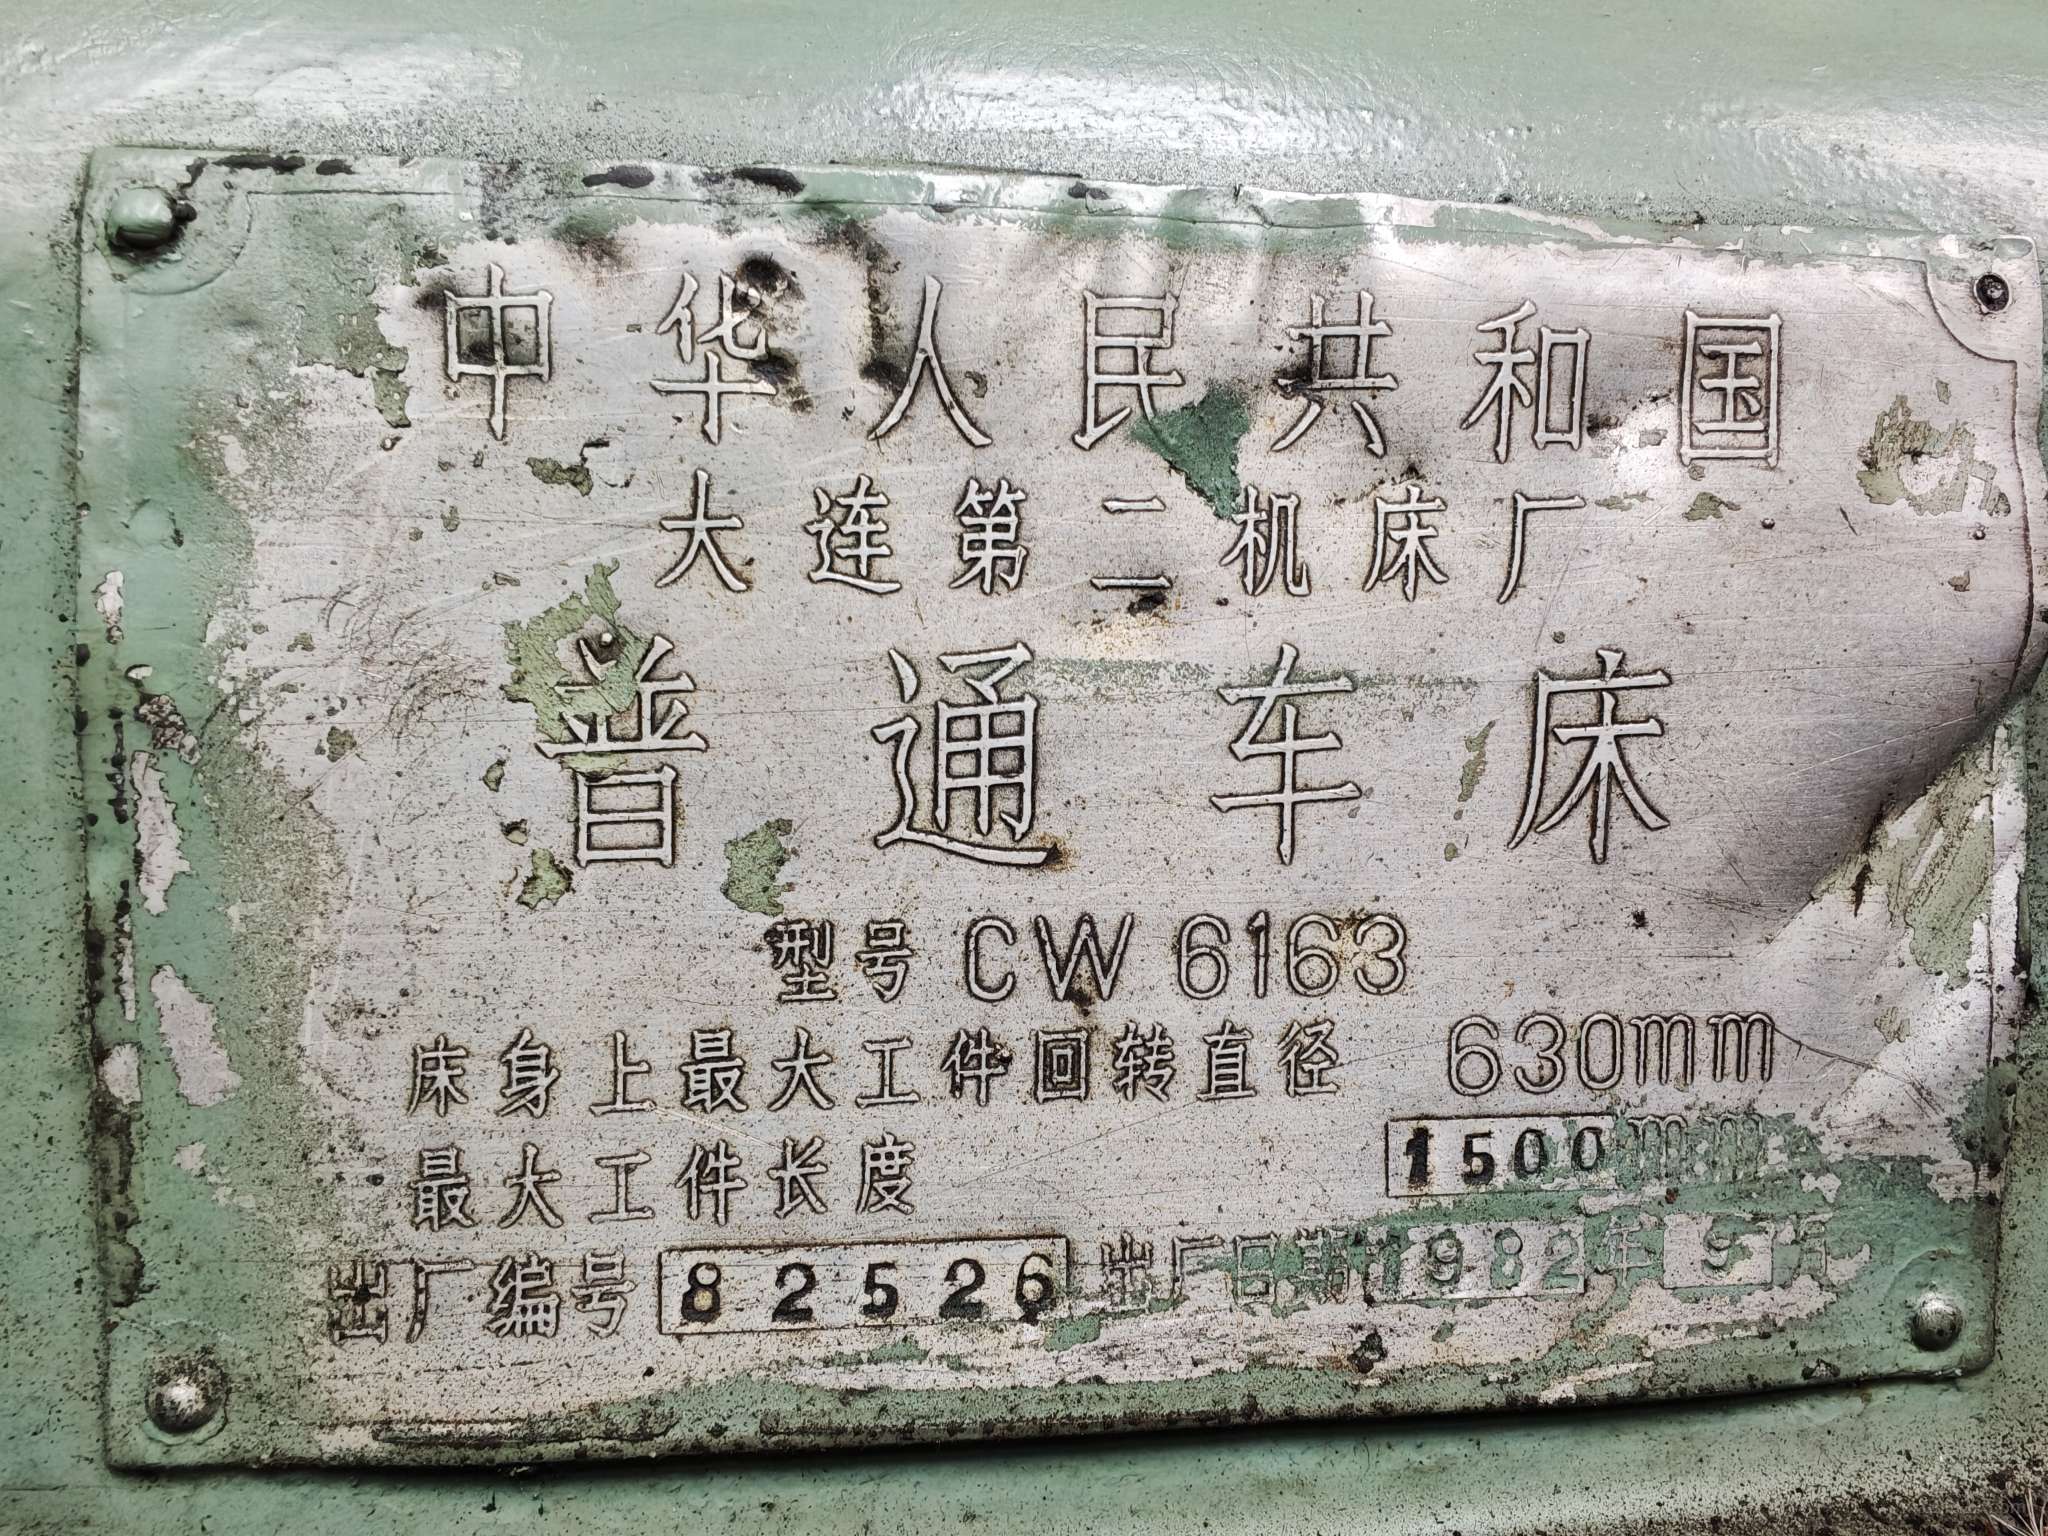 中华人民共和国
大连第二机床厂
普通车床
型号 CW 6163
床身上最大工件回转直径 630mm
最大工件长度 1500mm
出厂编号 82526 出厂日期 1982年9月